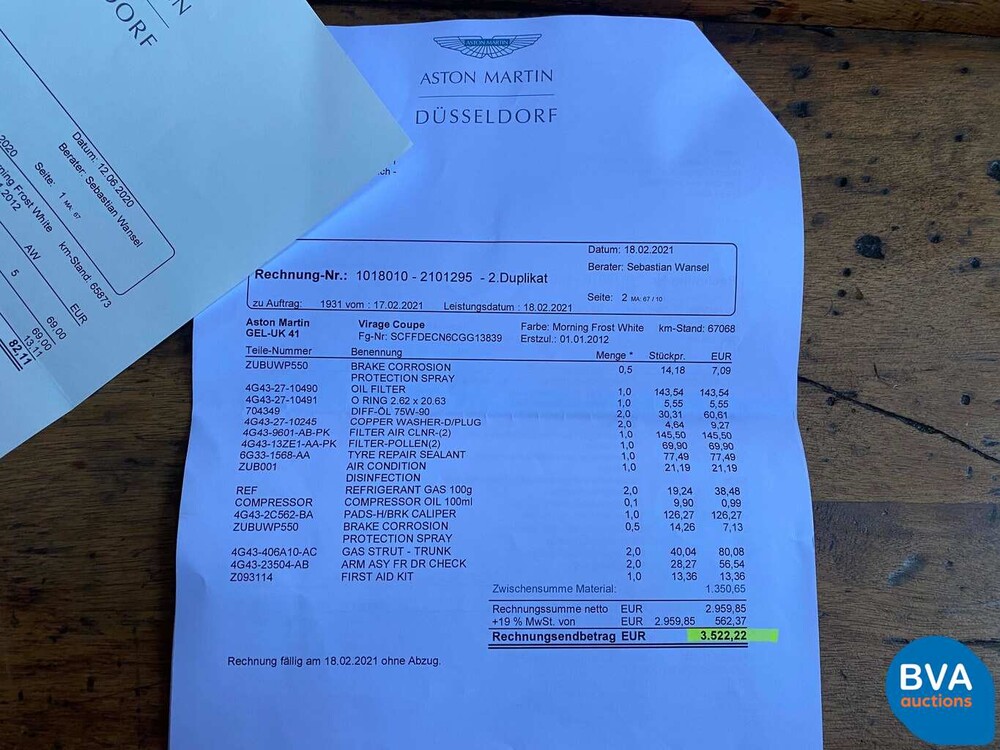 N
DORF
Datum: 12.06.2020
Berater: Sebastian Wansel
2020
Seite: 1 MA: 67
ning Frost White
km-Stand: 65873
.2012
AW
EUR
5
69,00
69,00
13,11
82,11
ASTON MARTIN
ASTON MARTIN
DÜSSELDORF
ch -
Datum: 18.02.2021
Rechnung-Nr.: 1018010 - 2101295 - 2.Duplikat
Berater: Sebastian Wansel
zu Auftrag: 1931 vom : 17.02.2021 Leistungsdatum : 18.02.2021
Seite: 2 MA: 67 / 10
Aston Martin Virage Coupe Farbe: Morning Frost White km-Stand: 67068
GEL-UK 41 Fg-Nr: SCFFDECN6CGG13839 Erstzul.: 01.01.2012
Teile-Nummer Benennung Menge * Stückpr. EUR
ZUBUWP550 BRAKE CORROSION 0,5 14,18 7,09
PROTECTION SPRAY
4G43-27-10490 OIL FILTER 1,0 143,54 143,54
4G43-27-10491 O RING 2.62 x 20.63 1,0 5,55 5,55
704349 DIFF-ÖL 75W-90 2,0 30,31 60,61
4G43-27-10245 COPPER WASHER-D/PLUG 2,0 4,64 9,27
4G43-9601-AB-PK FILTER AIR CLNR-(2) 1,0 145,50 145,50
4G43-13ZE1-AA-PK FILTER-POLLEN(2) 1,0 69,90 69,90
6G33-1568-AA TYRE REPAIR SEALANT 1,0 77,49 77,49
ZUB001 AIR CONDITION 1,0 21,19 21,19
DISINFECTION
REF REFRIGERANT GAS 100g 2,0 19,24 38,48
COMPRESSOR COMPRESSOR OIL 100ml 0,1 9,90 0,99
4G43-2C562-BA PADS-H/BRK CALIPER 1,0 126,27 126,27
ZUBUWP550 BRAKE CORROSION 0,5 14,26 7,13
PROTECTION SPRAY
4G43-406A10-AC GAS STRUT - TRUNK 2,0 40,04 80,08
4G43-23504-AB ARM ASY FR DR CHECK 2,0 28,27 56,54
Z093114 FIRST AID KIT 1,0 13,36 13,36
Zwischensumme Material: 1.350,65
Rechnungssumme netto EUR 2.959,85
+19 % MwSt. von EUR 2.959,85 562,37
Rechnungsendbetrag EUR 3.522,22
Rechnung fällig am 18.02.2021 ohne Abzug.
BVA
auctions